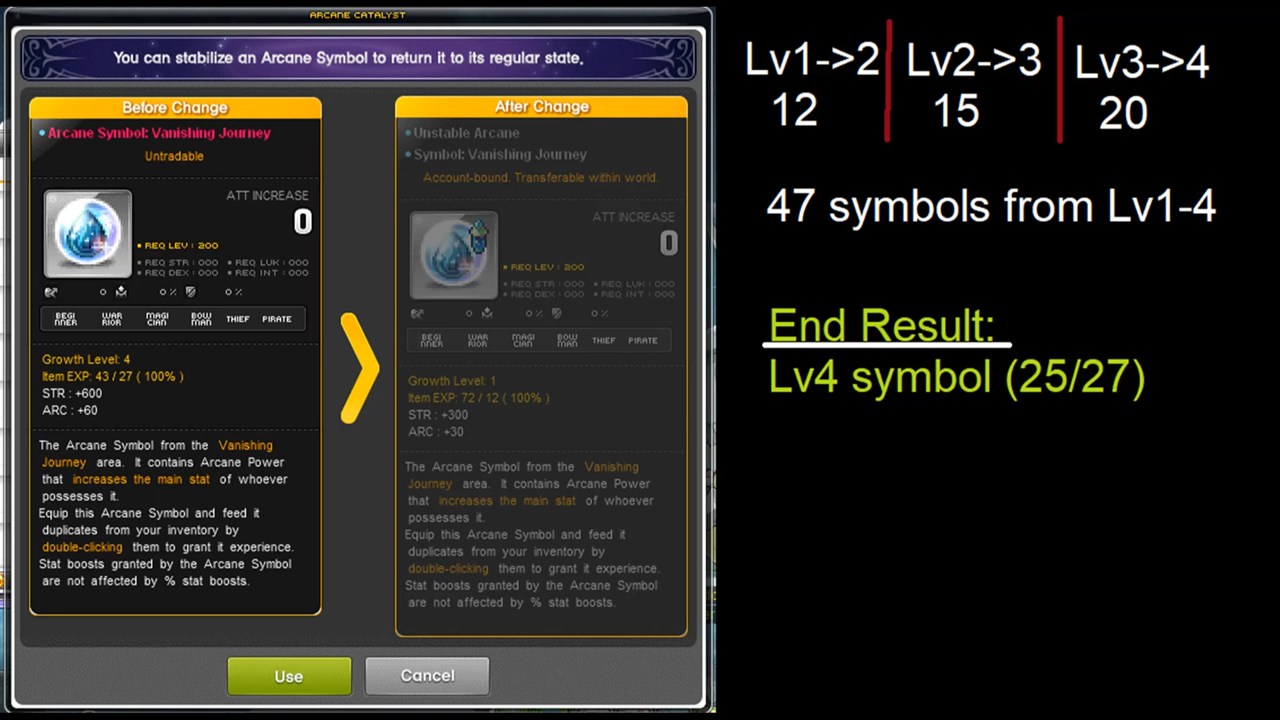 ARCANE CATALYST
You can stabilize an Arcane Symbol to return it to its regular state.
Before Change
Arcane Symbol: Vanishing Journey
Untradable
ATT INCREASE
0
REQ LEV : 200
REQ STR : 000 REQ LUK : 000
REQ DEX : 000 REQ INT : 000
0 0 % 0 %
BEGINNER WARRIOR MAGICIAN BOWMAN THIEF PIRATE
Growth Level: 4
Item EXP: 43 / 27 ( 100% )
STR : +600
ARC : +60
The Arcane Symbol from the Vanishing
Journey area. It contains Arcane Power
that increases the main stat of whoever
possesses it.
Equip this Arcane Symbol and feed it
duplicates from your inventory by
double-clicking them to grant it experience.
Stat boosts granted by the Arcane Symbol
are not affected by % stat boosts.
After Change
Unstable Arcane
Symbol: Vanishing Journey
Account-bound. Transferable within world.
ATT INCREASE
0
REQ LEV : 200
REQ STR : 000 REQ LUK : 000
REQ DEX : 000 REQ INT : 000
0 0 % 0 %
BEGINNER WARRIOR MAGICIAN BOWMAN THIEF PIRATE
Growth Level: 1
Item EXP: 72 / 12 ( 100% )
STR : +300
ARC : +30
The Arcane Symbol from the Vanishing
Journey area. It contains Arcane Power
that increases the main stat of whoever
possesses it.
Equip this Arcane Symbol and feed it
duplicates from your inventory by
double-clicking them to grant it experience.
Stat boosts granted by the Arcane Symbol
are not affected by % stat boosts.
Use Cancel
Lv1->2 Lv2->3 Lv3->4
12 15 20
47 symbols from Lv1-4
End Result:
Lv4 symbol (25/27)